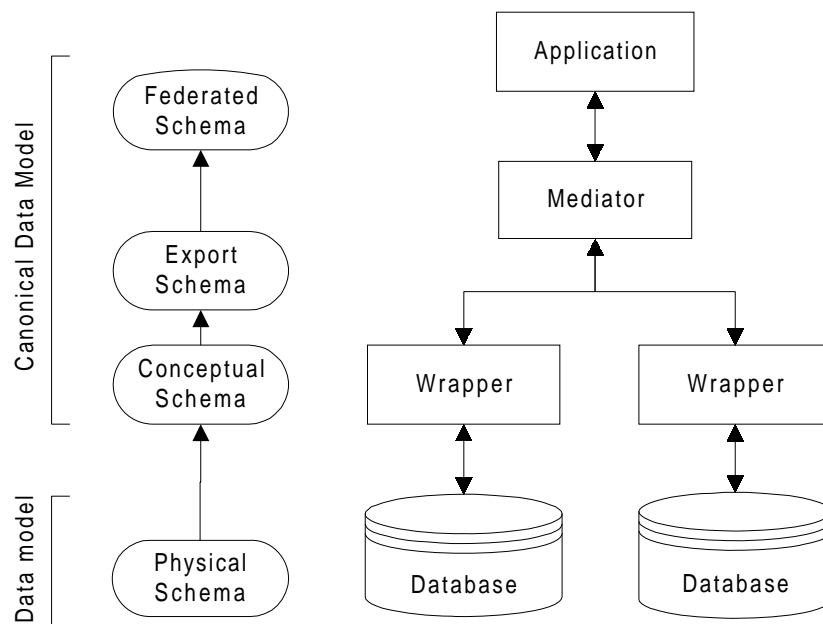 Canonical Data Model
Federated
Schema
Export
Schema
Conceptual
Schema
Data model
Physical
Schema
Application
Mediator
Wrapper
Wrapper
Database
Database